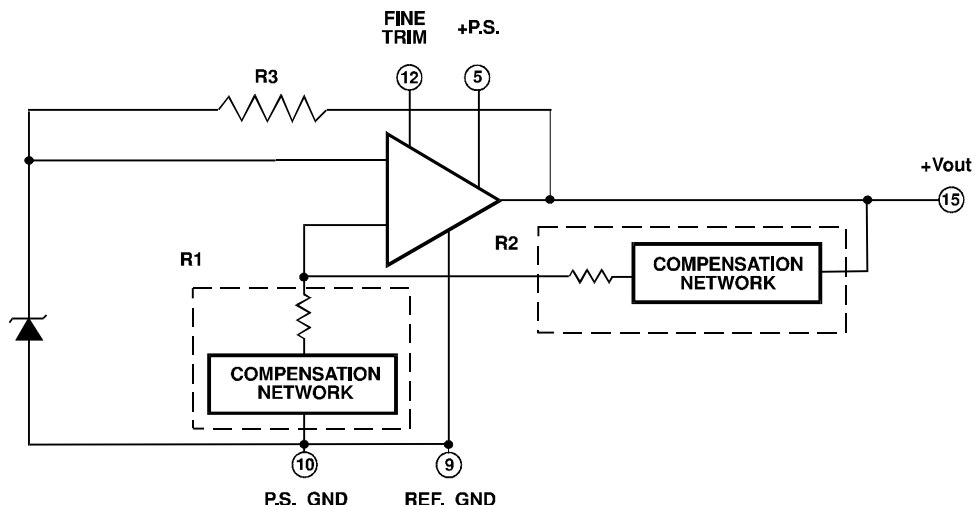 FINE
TRIM
+P.S.
R3
12
5
+Vout
15
R1
R2
COMPENSATION
NETWORK
COMPENSATION
NETWORK
10
9
P.S. GND
REF. GND